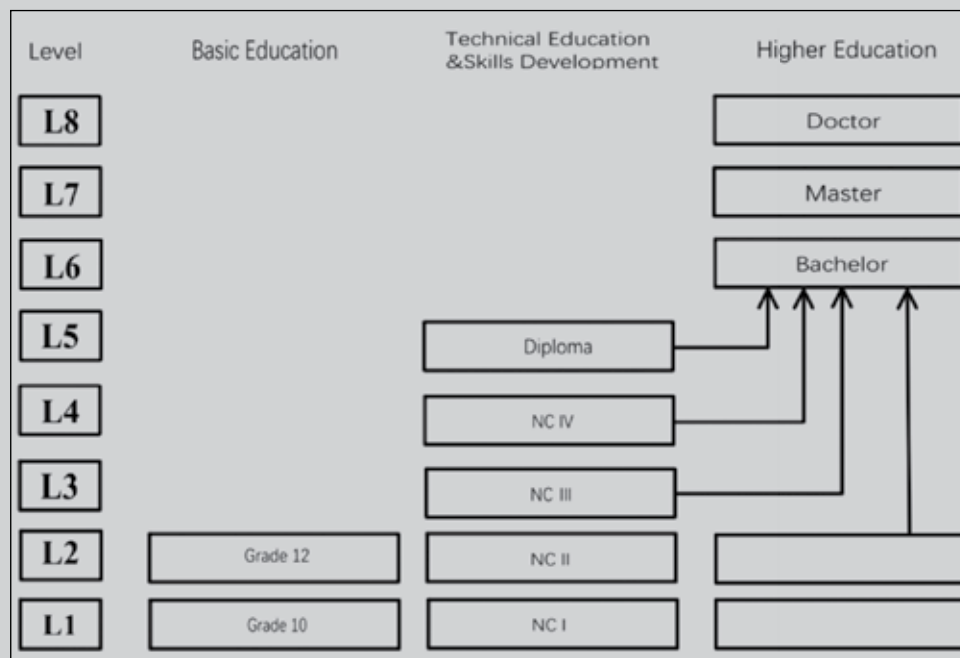 Level
Basic Education
Technical Education
&Skills Development
Higher Education
L8
Doctor
L7
Master
L6
Bachelor
L5
Diploma
L4
NC IV
L3
NC III
L2
Grade 12
NC II
L1
Grade 10
NC I